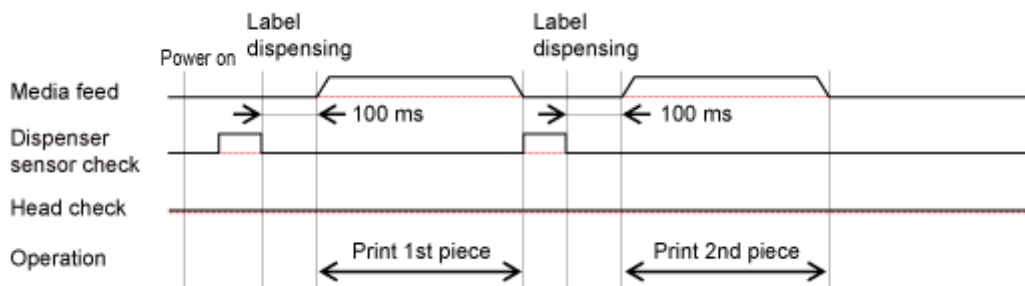 Label
dispensing
Label
dispensing
Power on
Media feed
100 ms
100 ms
Dispenser
sensor check
Head check
Operation
Print 1st piece
Print 2nd piece